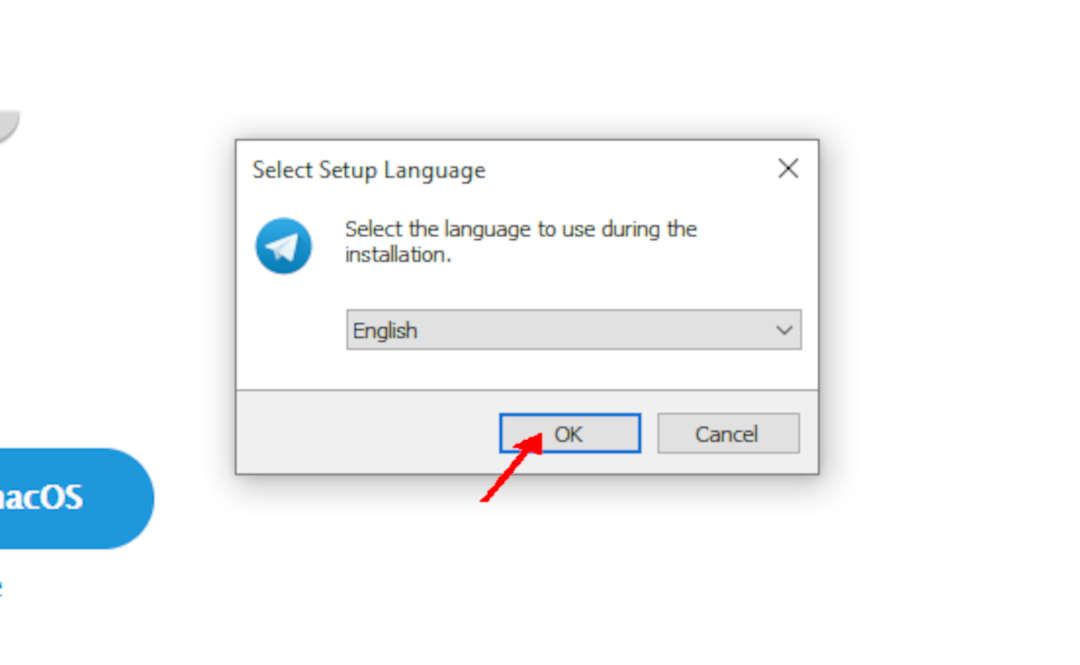 Select Setup Language
Select the language to use during the
installation.
English
OK
Cancel
acOS